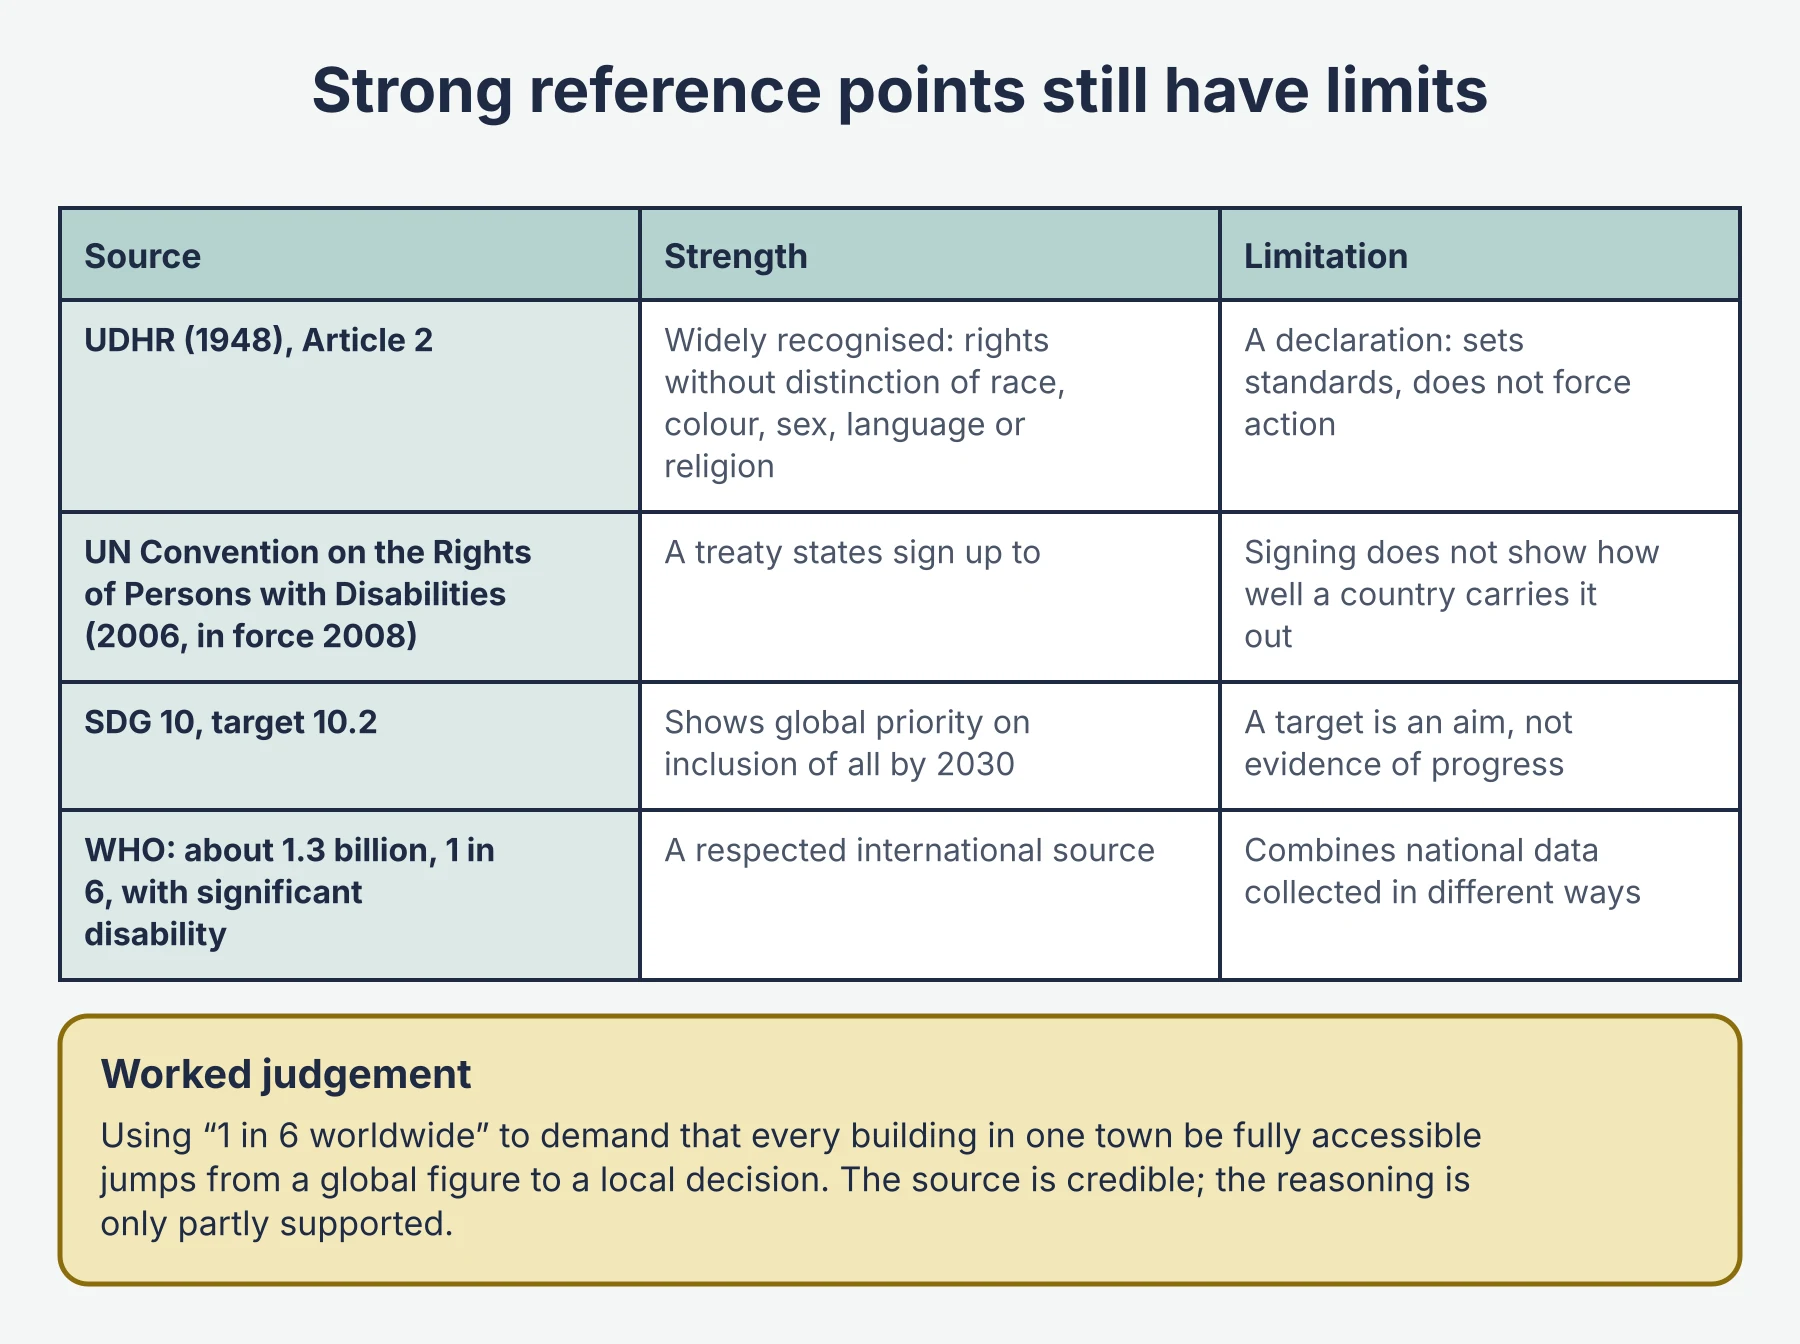 Strong reference points still have limits
Source
Strength
Limitation
UDHR (1948), Article 2
Widely recognised: rights
without distinction of race,
colour, sex, language or
religion
A declaration: sets
standards, does not force
action
UN Convention on the Rights
of Persons with Disabilities
(2006, in force 2008)
A treaty states sign up to
Signing does not show how
well a country carries it
out
SDG 10, target 10.2
Shows global priority on
inclusion of all by 2030
A target is an aim, not
evidence of progress
WHO: about 1.3 billion, 1 in
6, with significant
disability
A respected international source
Combines national data
collected in different ways
Worked judgement
Using “1 in 6 worldwide” to demand that every building in one town be fully accessible
jumps from a global figure to a local decision. The source is credible; the reasoning is
only partly supported.